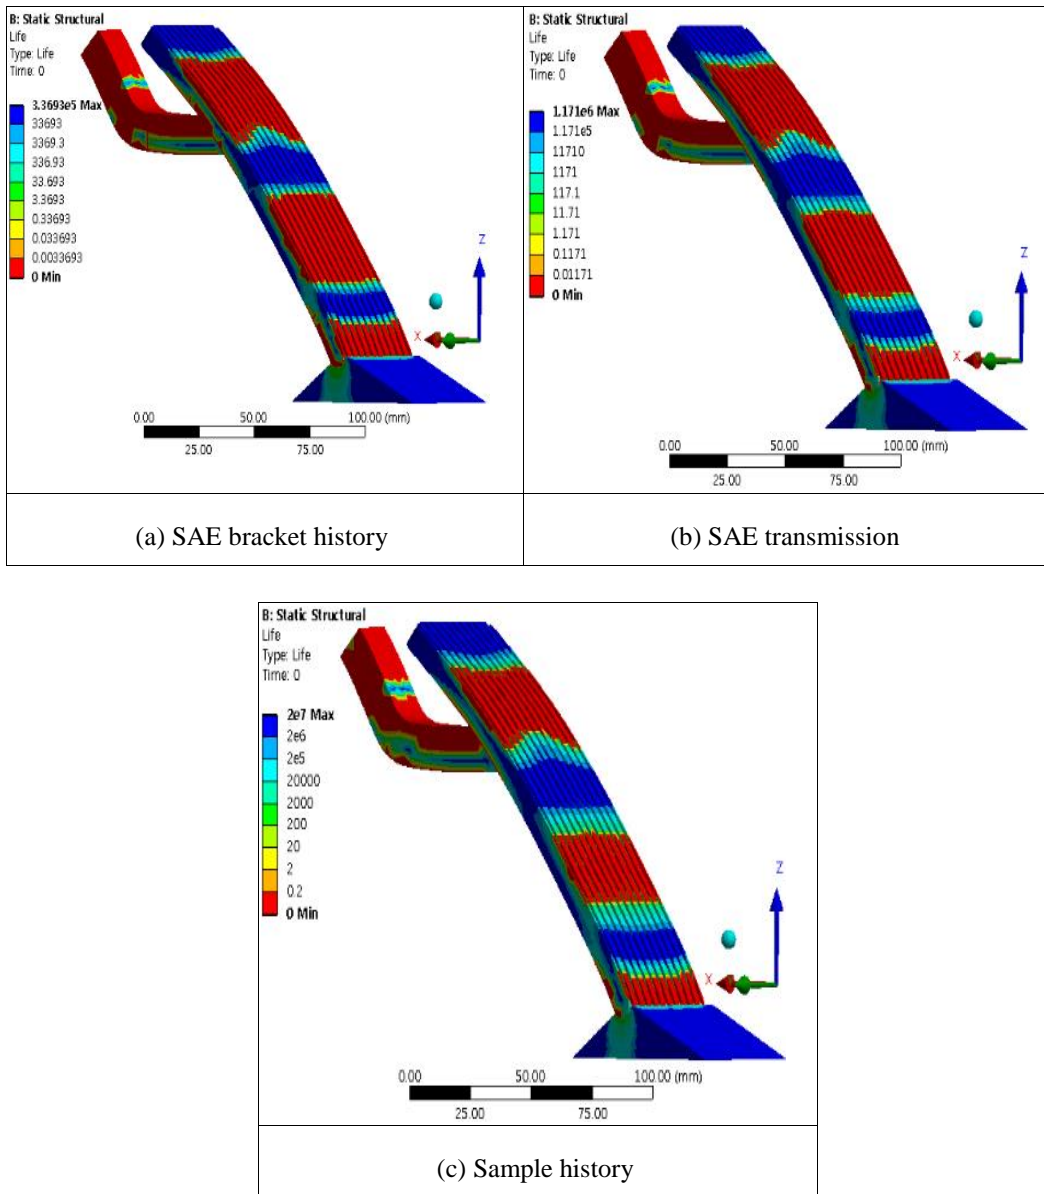 B: Static Structural
Life
Type: Life
Time: 0
3.3693e5 Max
33693
3369.3
336.93
33.693
3.3693
0.33693
0.033693
0.0033693
0 Min
Z
X
0.00 50.00 100.00 (mm)
25.00 75.00
(a) SAE bracket history
B: Static Structural
Life
Type: Life
Time: 0
1.171e6 Max
1.171e5
11710
1171
117.1
11.71
1.171
0.1171
0.01171
0 Min
Z
X
0.00 50.00 100.00 (mm)
25.00 75.00
(b) SAE transmission
B: Static Structural
Life
Type: Life
Time: 0
2e7 Max
2e6
2e5
20000
2000
200
20
2
0.2
0 Min
Z
X
0.00 50.00 100.00 (mm)
25.00 75.00
(c) Sample history